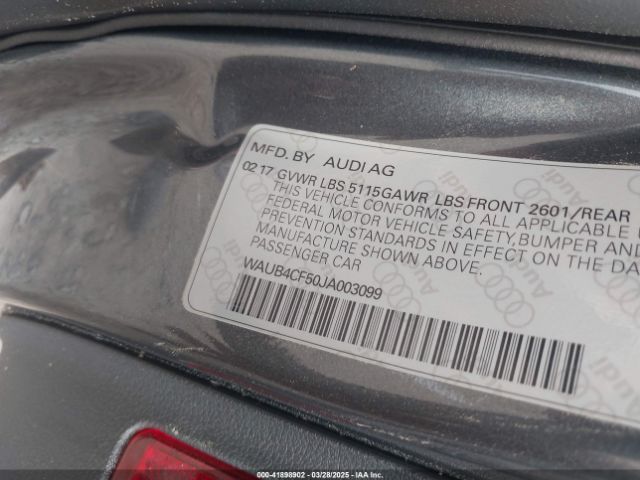 MFD. BY AUDI AG
02 17 GVWR LBS 5115GAWR LBS FRONT 2601/REAR
THIS VEHICLE CONFORMS TO ALL APPLICABLE
FEDERAL MOTOR VEHICLE SAFETY, BUMPER AND
PREVENTION STANDARDS IN EFFECT ON THE DA
MANUFACTURE SHOWN ABOVE.
PASSENGER CAR
WAUB4CF50JA003099
000-41898902 / 03/28/2025 / COPYRIGHT IAA